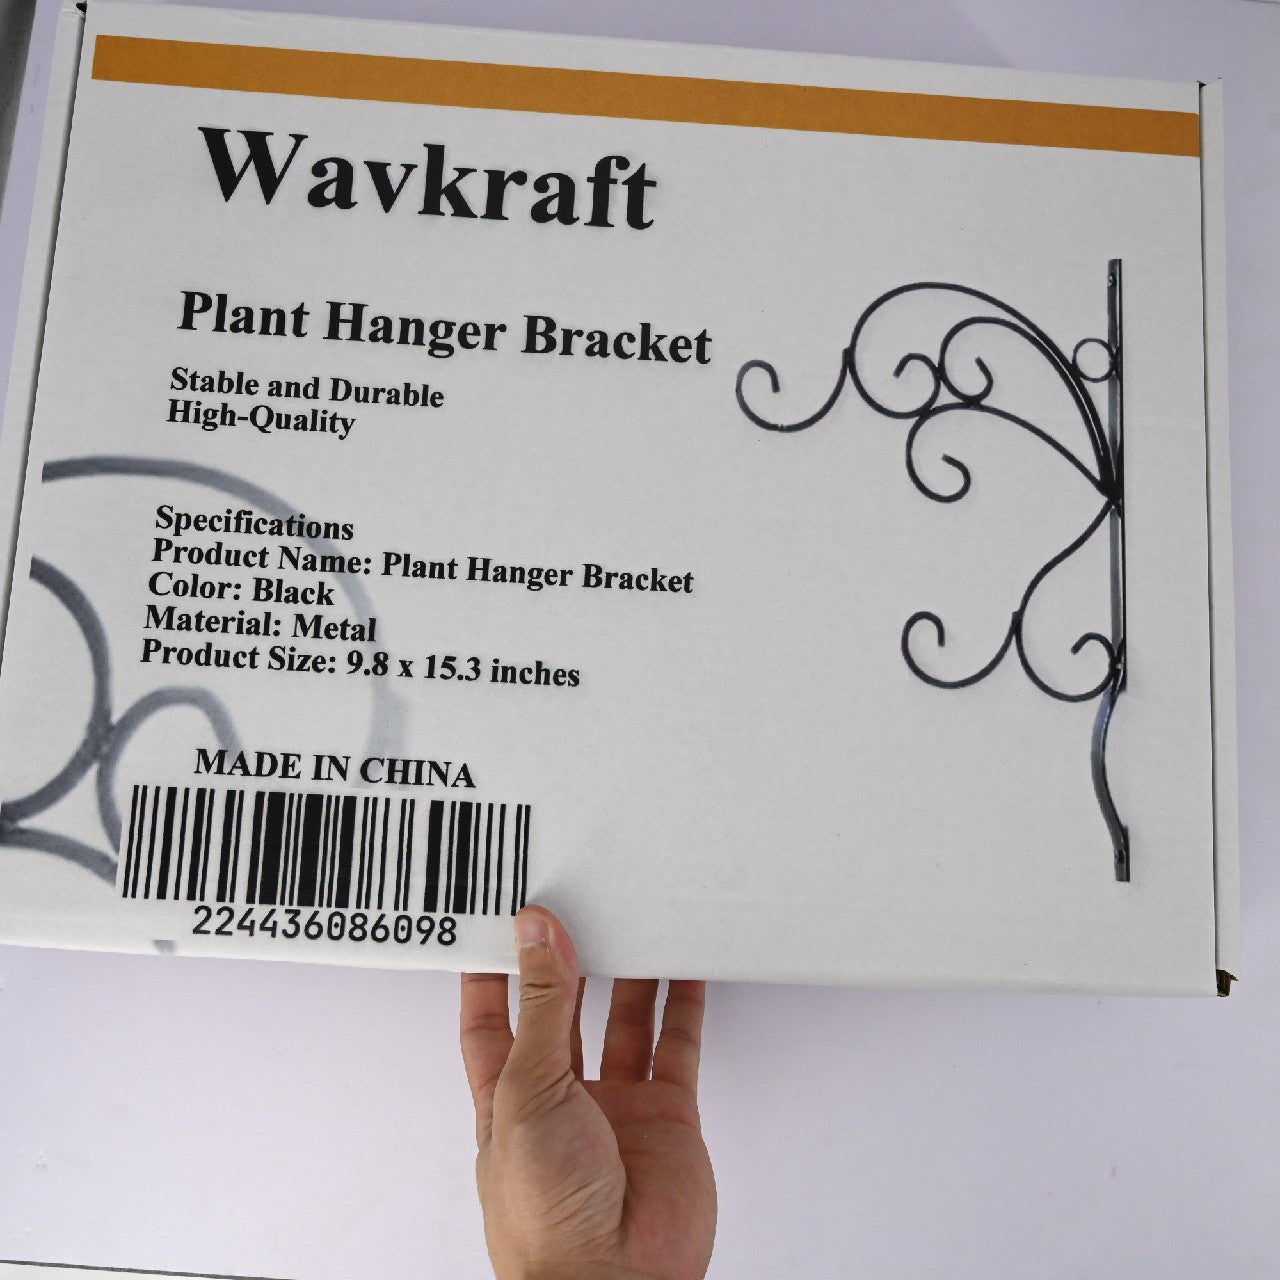 Wavkraft
Plant Hanger Bracket
Stable and Durable
High-Quality
Specifications
Product Name: Plant Hanger Bracket
Color: Black
Material: Metal
Product Size: 9.8 x 15.3 inches
MADE IN CHINA
224436086098